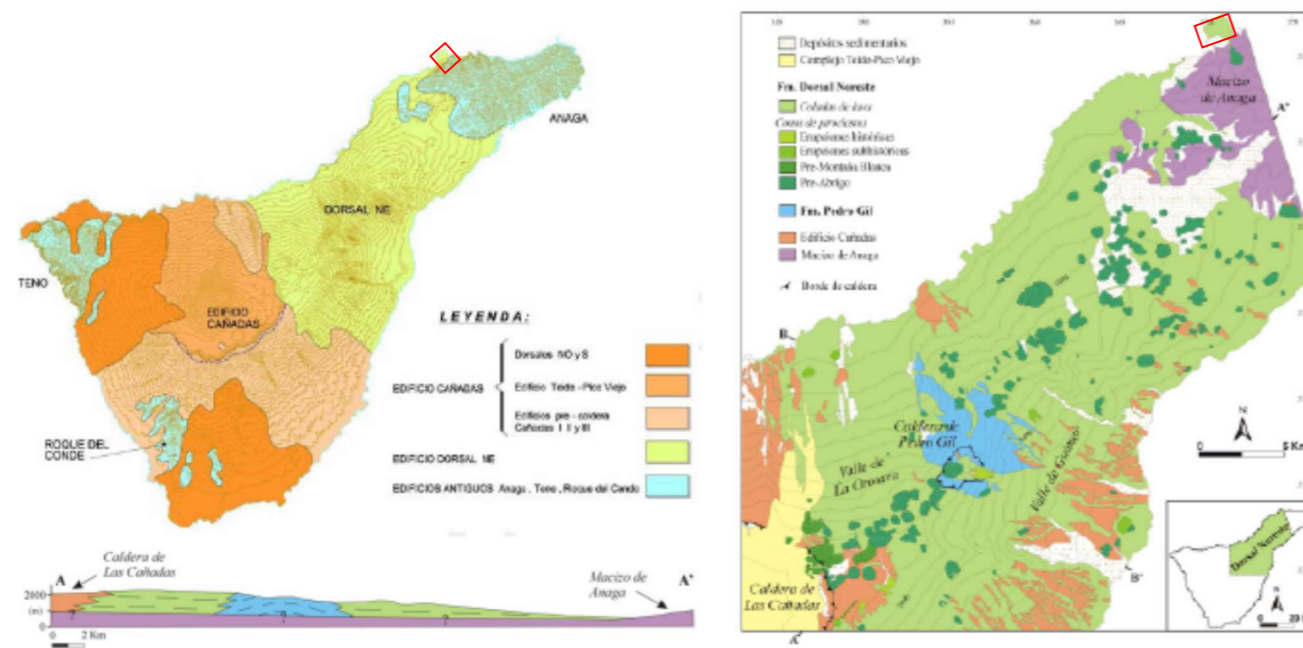 ANAGA
DORSAL NE
TENO
EDIFICIO
CAÑADAS
ROQUE DEL
CONDE
LEYENDA:
EDIFICIO CAÑADAS
Dorsales NO y S
Edificio Teide - Pico Viejo
Edificios pre - caldera
Cañadas I II y III
EDIFICIO DORSAL NE
EDIFICIOS ANTIGUOS Anaga, Teno, Roque del Conde
Caldera de
Las Cañadas
A
Macizo de
Anaga
A'
2000
(m)
0
?
?
?
0 2 Km
Depósitos sedimentarios
Complejo Teide-Pico Viejo
Fm. Dorsal Noreste
Coladas de lava
Conos de piroclastos
Erupciones históricas
Erupciones subhistóricas
Pre-Montaña Blanca
Pre-Abrigo
Fm. Pedro Gil
Edificio Cañadas
Macizo de Anaga
Borde de caldera
Macizo
de Anaga
A'
B
Caldera de
Pedro Gil
Valle de
La Orotava
Valle de Güímar
B'
Caldera de
Las Cañadas
A
N
0 5 Km
Dorsal Noreste
N
0 20